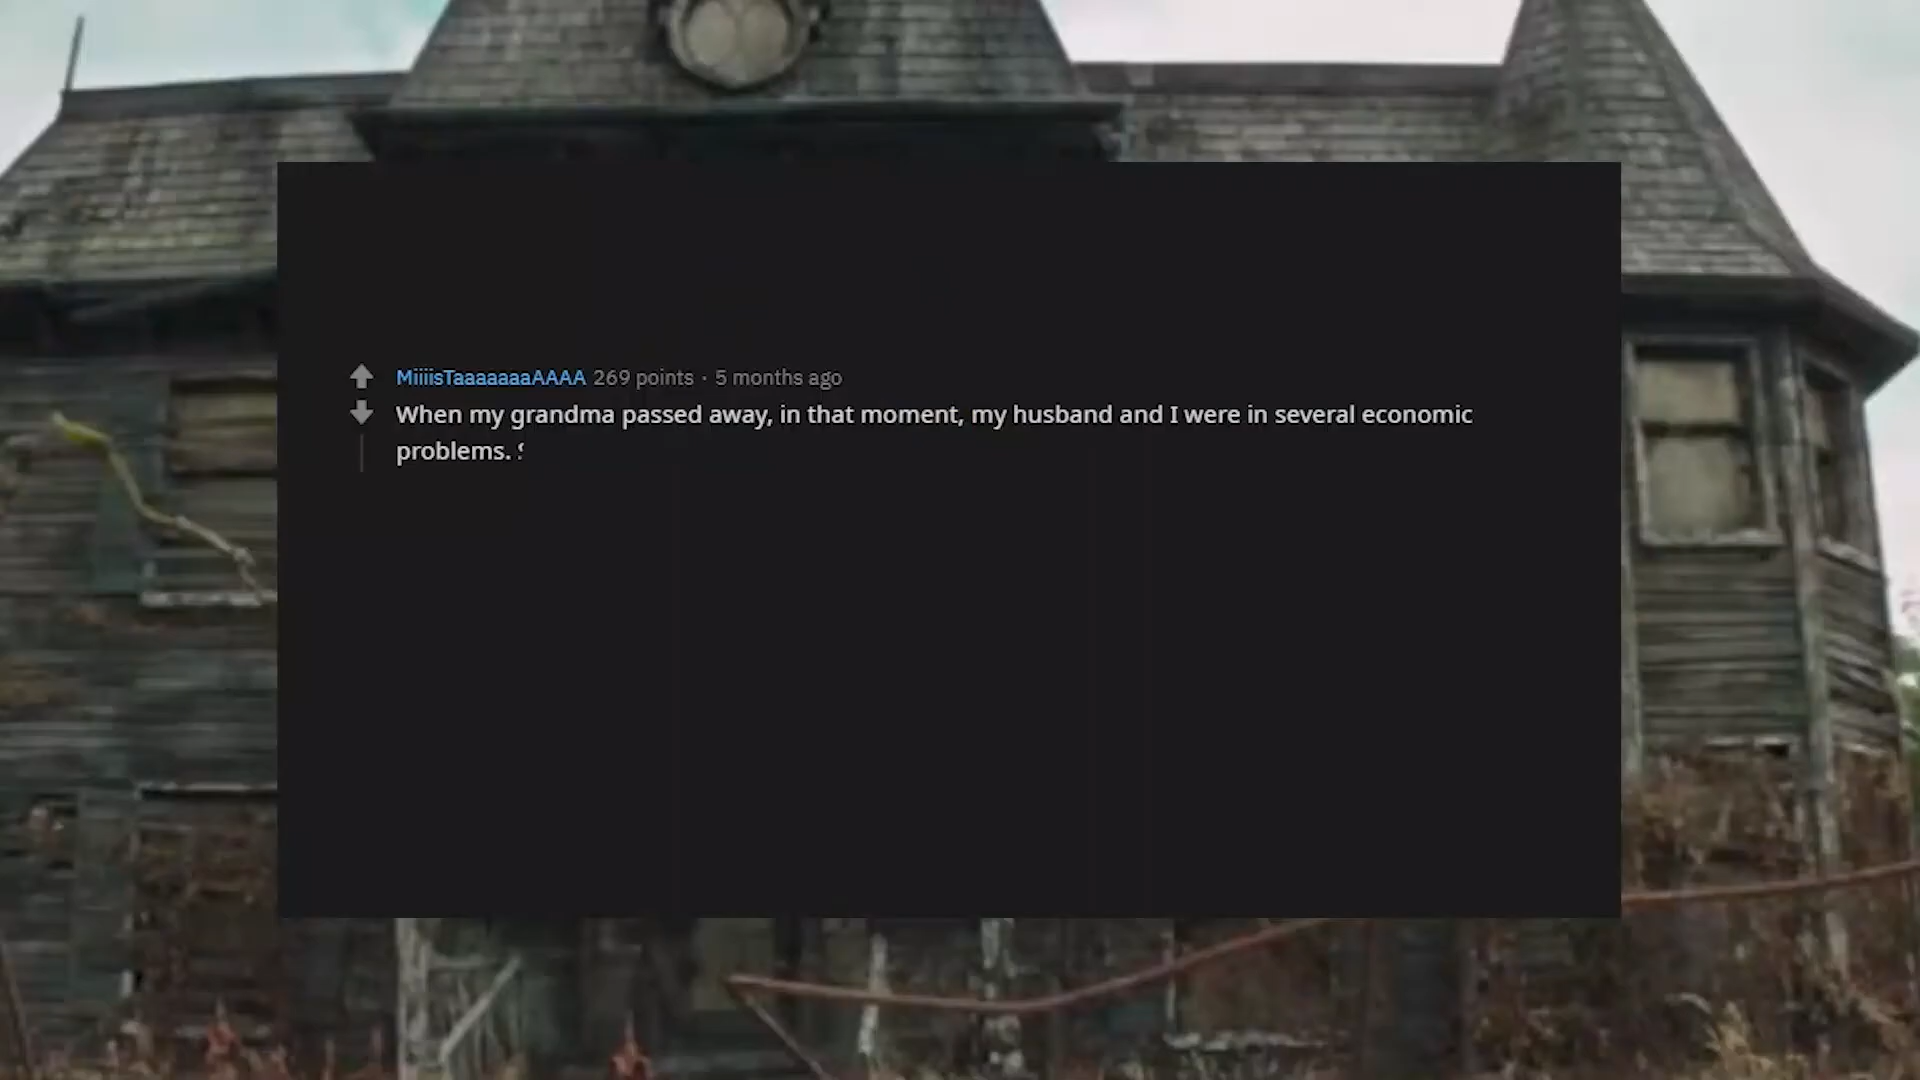 MiiiisTaaaaaaaAAAA 269 points · 5 months ago
When my grandma passed away, in that moment, my husband and I were in several economic
problems.